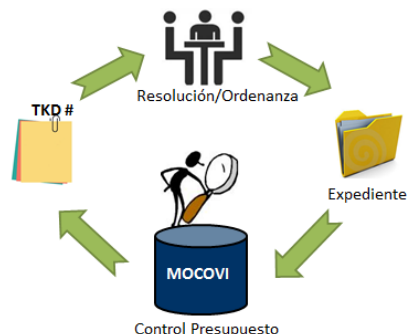 Resolución/Ordenanza
TKD #
Expediente
MOCOVI
Control Presupuesto